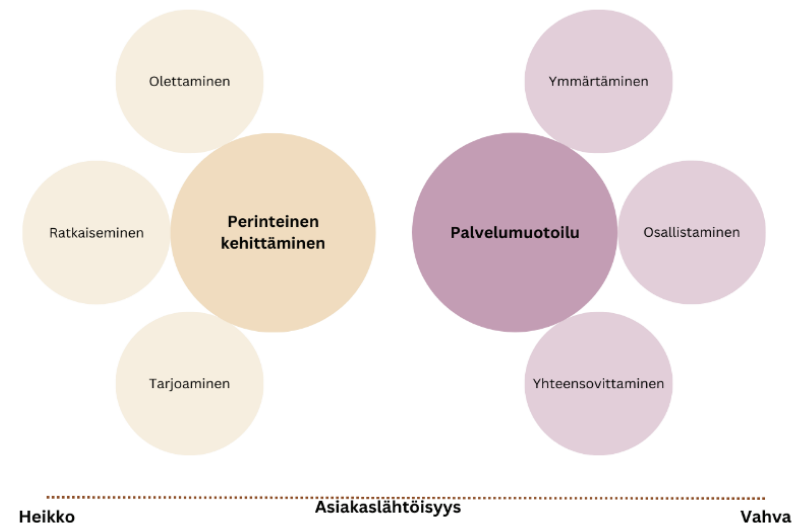 Olettaminen
Ratkaiseminen
Tarjoaminen
Perinteinen
kehittäminen
Palvelumuotoilu
Ymmärtäminen
Osallistaminen
Yhteensovittaminen
Heikko
Asiakaslähtöisyys
Vahva